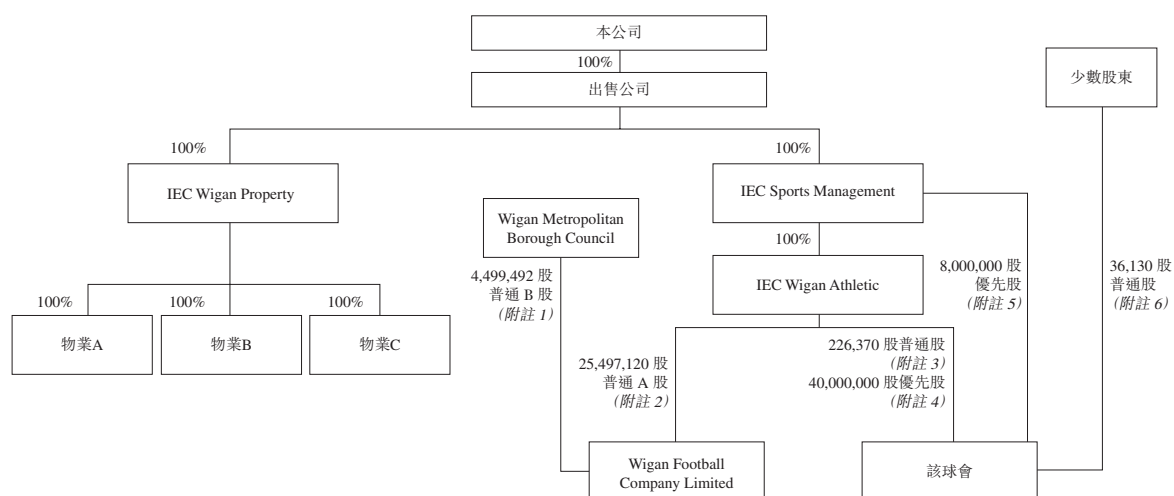 本公司
100%
出售公司
少數股東
100%
100%
IEC Wigan Property
IEC Sports Management
Wigan Metropolitan
Borough Council
100%
4,499,492 股
普通 B 股
(附註 1)
IEC Wigan Athletic
8,000,000 股
優先股
(附註 5)
36,130 股
普通股
(附註 6)
100%
100%
100%
物業A
物業B
物業C
25,497,120 股
普通 A 股
(附註 2)
226,370 股普通股
(附註 3)
40,000,000 股優先股
(附註 4)
Wigan Football
Company Limited
該球會